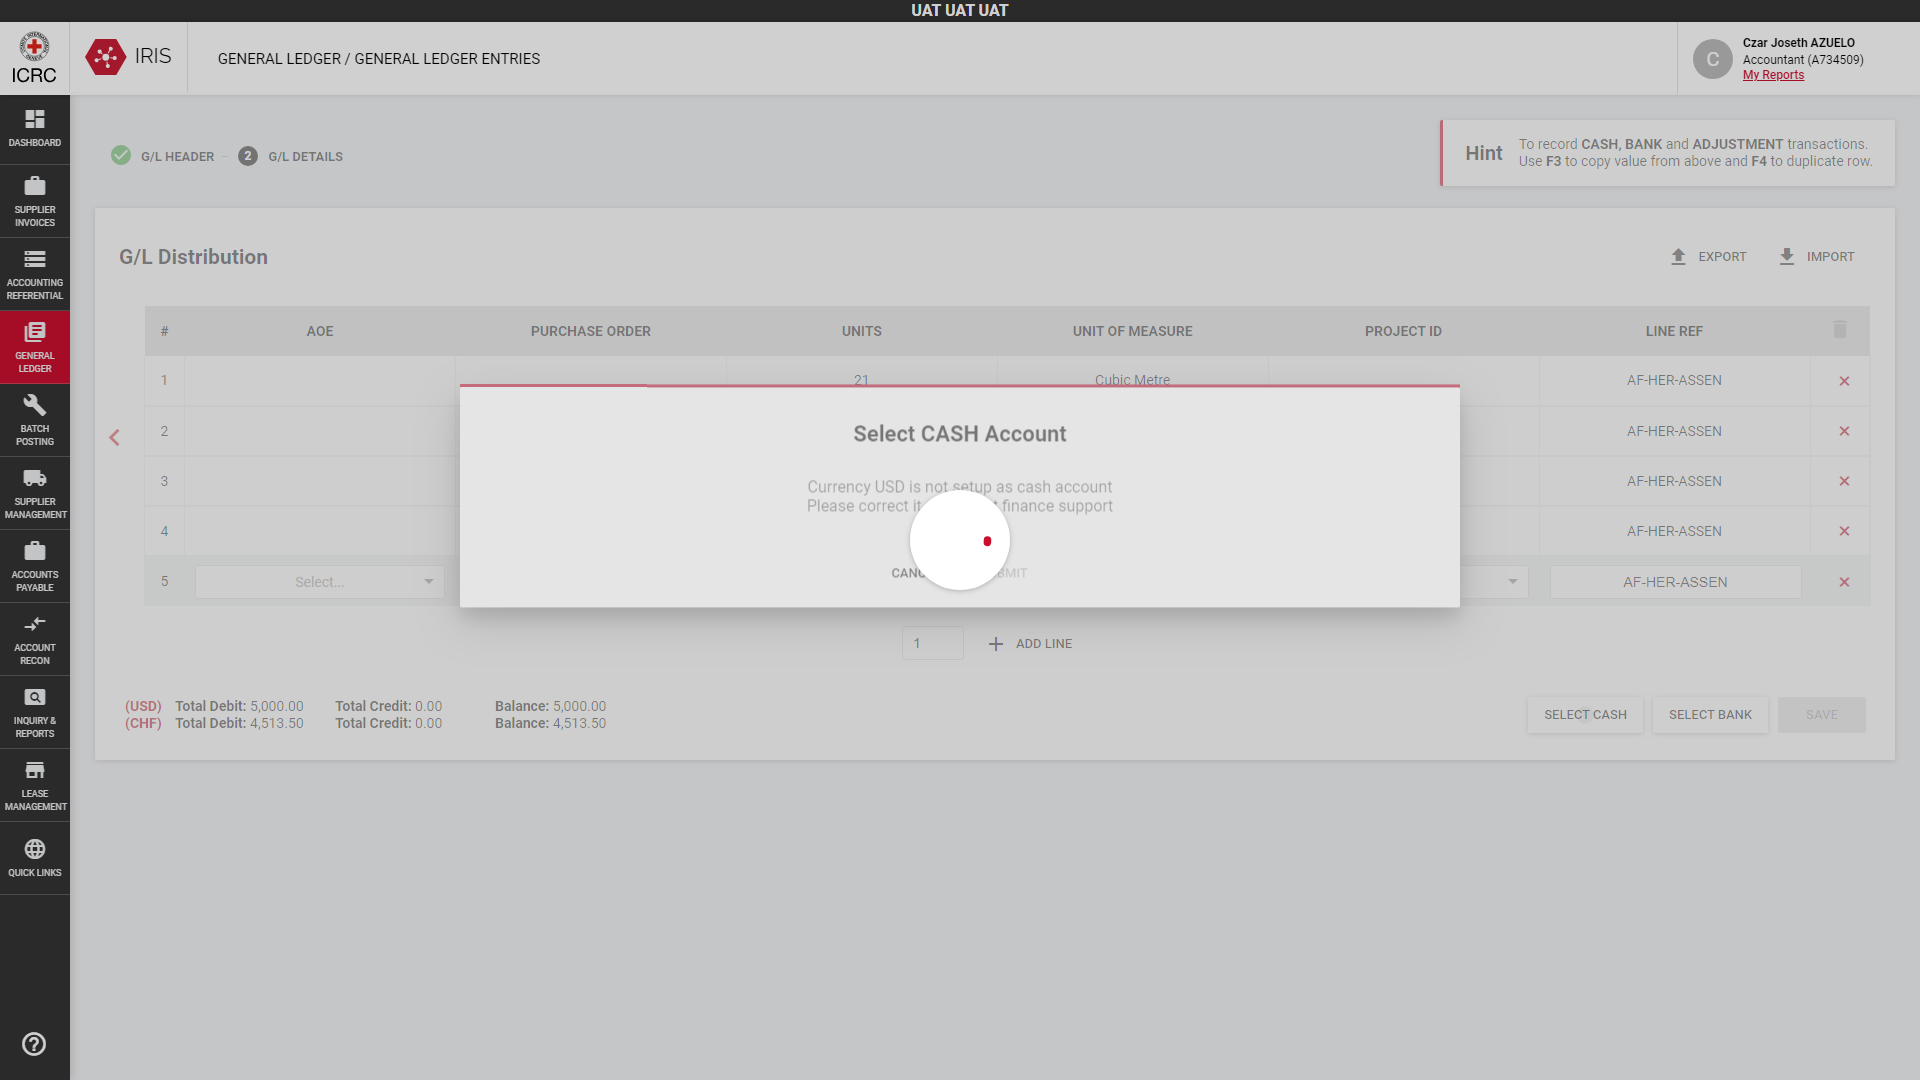 UAT UAT UAT
ICRC
IRIS
GENERAL LEDGER / GENERAL LEDGER ENTRIES
C
Czar Joseth AZUELO
Accountant (A734509)
My Reports
DASHBOARD
SUPPLIER
INVOICES
ACCOUNTING
REFERENTIAL
GENERAL
LEDGER
BATCH
POSTING
SUPPLIER
MANAGEMENT
ACCOUNTS
PAYABLE
ACCOUNT
RECON
INQUIRY &
REPORTS
LEASE
MANAGEMENT
QUICK LINKS
G/L HEADER
2 G/L DETAILS
Hint
To record CASH, BANK and ADJUSTMENT transactions.
Use F3 to copy value from above and F4 to duplicate row.
G/L Distribution
EXPORT
IMPORT
# AOE PURCHASE ORDER UNITS UNIT OF MEASURE PROJECT ID LINE REF
1 21 Cubic Metre AF-HER-ASSEN
2 AF-HER-ASSEN
3 AF-HER-ASSEN
4 AF-HER-ASSEN
5 Select... AF-HER-ASSEN
Select CASH Account
Currency USD is not setup as cash account
Please correct finance support
1 + ADD LINE
(USD) Total Debit: 5,000.00 Total Credit: 0.00 Balance: 5,000.00
(CHF) Total Debit: 4,513.50 Total Credit: 0.00 Balance: 4,513.50
SELECT CASH
SELECT BANK
SAVE